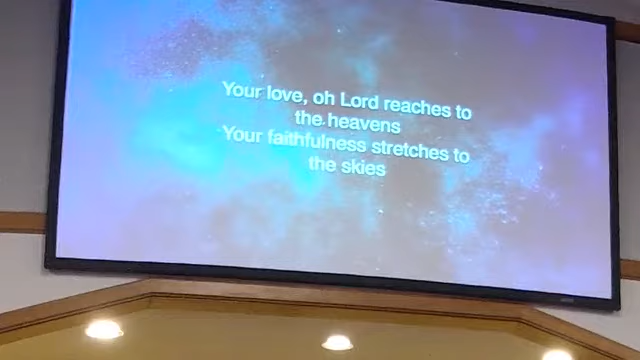 Your love, oh Lord reaches to
the heavens
Your faithfulness stretches to
the skies